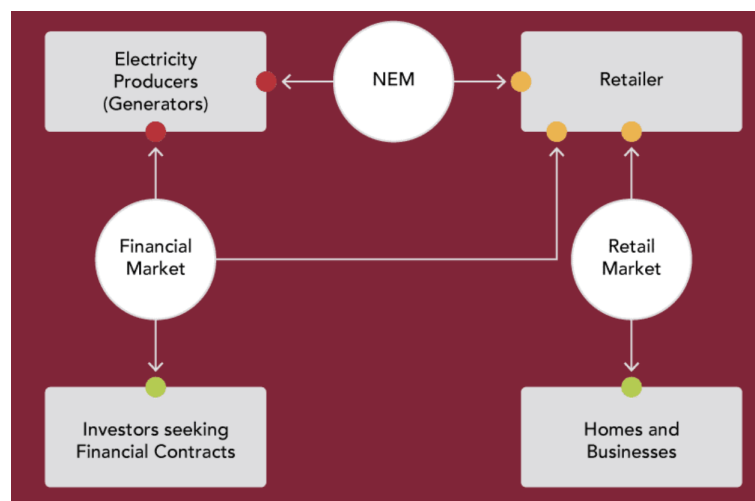 Electricity
Producers
(Generators)
NEM
Retailer
Financial
Market
Retail
Market
Investors seeking
Financial Contracts
Homes and
Businesses